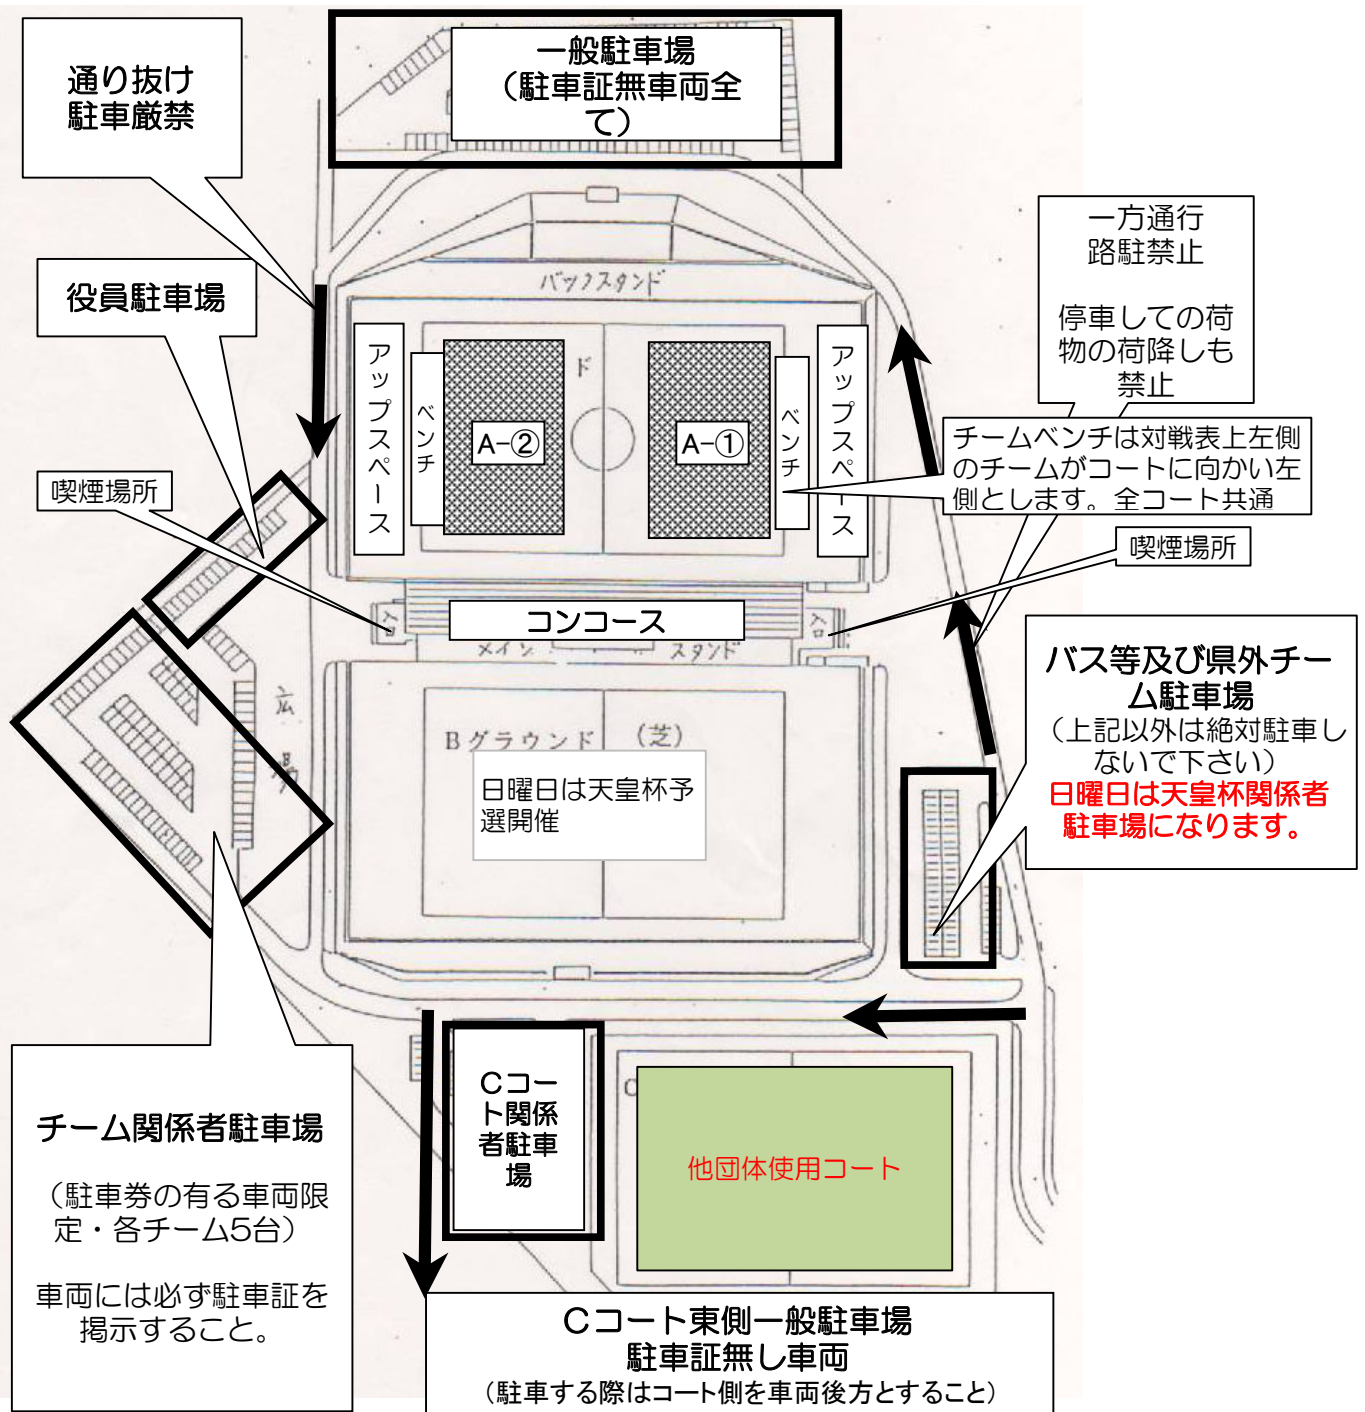 通り抜け
駐車厳禁
一般駐車場
（駐車証無車両全
て）
一方通行
路駐禁止
停車しての荷
物の荷降しも
禁止
役員駐車場
バックスタンド
アップスペース
ベンチ
A-②
ド
A-①
ベンチ
アップスペース
チームベンチは対戦表上左側
のチームがコートに向かい左
側とします。全コート共通
喫煙場所
喫煙場所
入口
コンコース
入口
メイン
スタンド
バス等及び県外チー
ム駐車場
（上記以外は絶対駐車し
ないで下さい）
日曜日は天皇杯関係者
駐車場になります。
広
場
Bグラウンド
（芝）
日曜日は天皇杯予
選開催
チーム関係者駐車場
（駐車券の有る車両限
定・各チーム5台）
車両には必ず駐車証を
掲示すること。
Cコー
ト関係
者駐車
場
C
他団体使用コート
Cコート東側一般駐車場
駐車証無し車両
（駐車する際はコート側を車両後方とすること）